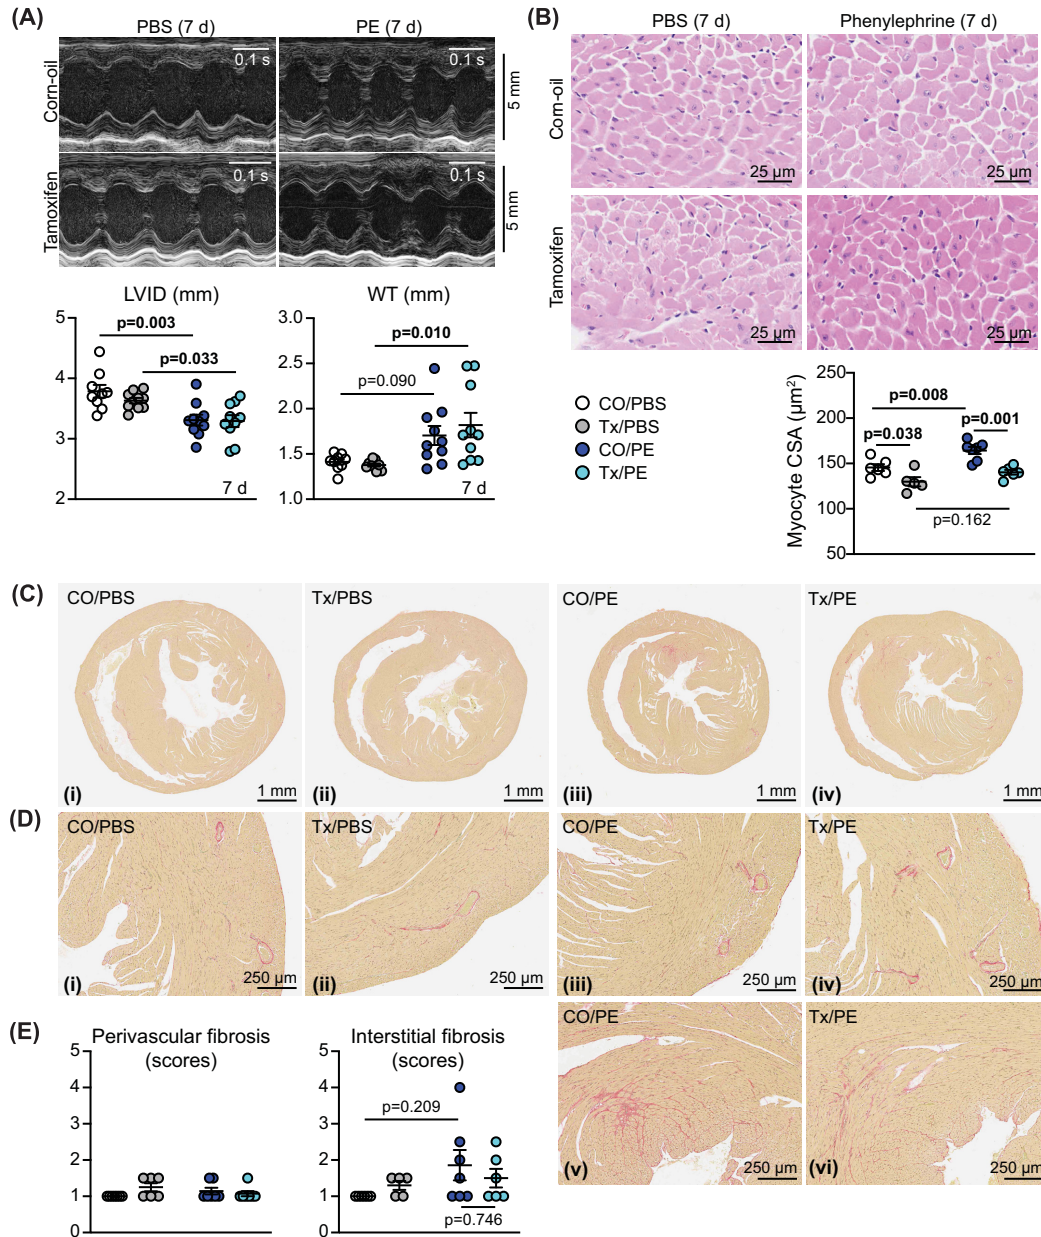 (A)
PBS (7 d)
PE (7 d)
Corn-oil
0.1 s
0.1 s
5 mm
Tamoxifen
0.1 s
0.1 s
5 mm
LVID (mm)
5
4
3
2
p=0.003
p=0.033
7 d
WT (mm)
3.0
2.5
2.0
1.5
1.0
p=0.010
p=0.090
7 d
(B)
PBS (7 d)
Phenylephrine (7 d)
Corn-oil
25 µm
25 µm
Tamoxifen
25 µm
25 µm
CO/PBS
Tx/PBS
CO/PE
Tx/PE
Myocyte CSA (µm²)
250
200
150
100
50
p=0.008
p=0.038
p=0.001
p=0.162
(C)
CO/PBS
(i)
1 mm
Tx/PBS
(ii)
1 mm
CO/PE
(iii)
1 mm
Tx/PE
(iv)
1 mm
(D)
CO/PBS
(i)
250 µm
Tx/PBS
(ii)
250 µm
CO/PE
(iii)
250 µm
Tx/PE
(iv)
250 µm
CO/PE
(v)
250 µm
Tx/PE
(vi)
250 µm
(E)
Perivascular fibrosis
(scores)
5
4
3
2
1
0
Interstitial fibrosis
(scores)
5
4
3
2
1
0
p=0.209
p=0.746